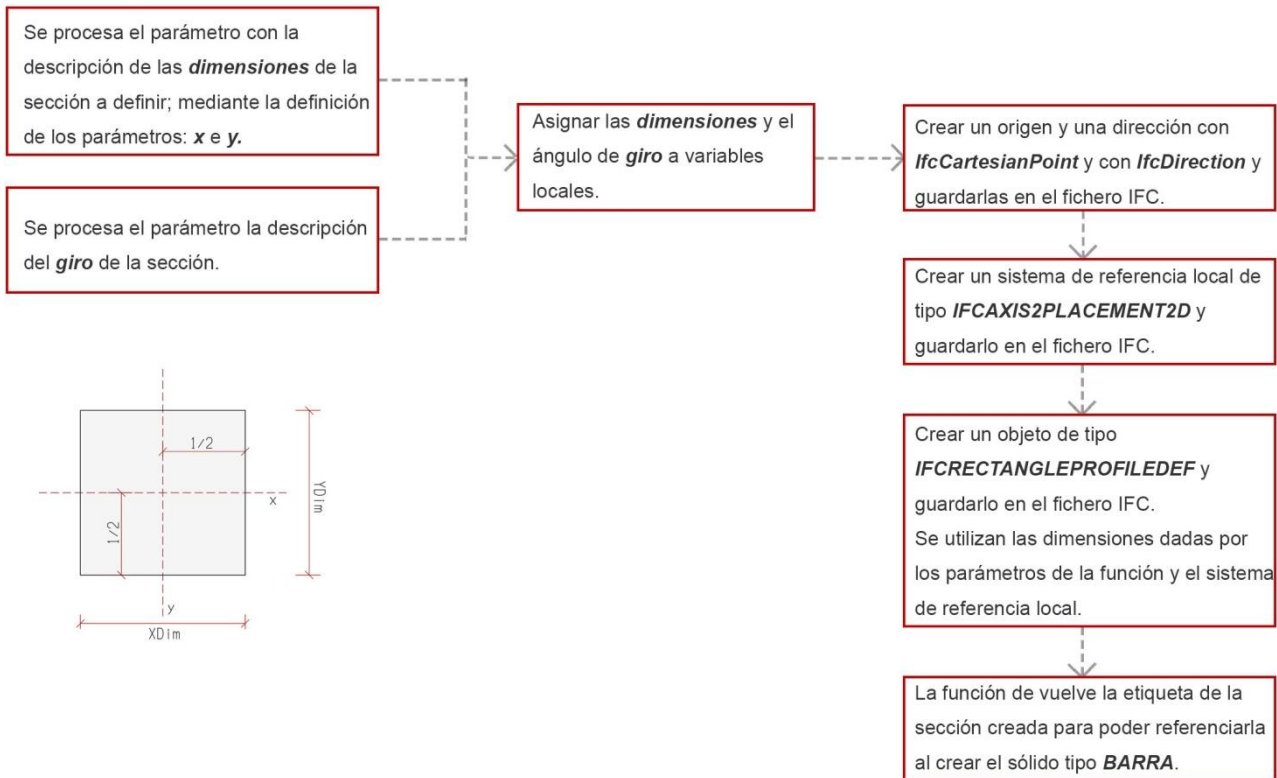 Se procesa el parámetro con la
descripción de las dimensiones de la
sección a definir; mediante la definición
de los parámetros: x e y.
Se procesa el parámetro la descripción
del giro de la sección.
Asignar las dimensiones y el
ángulo de giro a variables
locales.
Crear un origen y una dirección con
IfcCartesianPoint y con IfcDirection y
guardarlas en el fichero IFC.
Crear un sistema de referencia local de
tipo IFCAXIS2PLACEMENT2D y
guardarlo en el fichero IFC.
Crear un objeto de tipo
IFCRECTANGLEPROFILEDEF y
guardarlo en el fichero IFC.
Se utilizan las dimensiones dadas por
los parámetros de la función y el sistema
de referencia local.
La función de vuelve la etiqueta de la
sección creada para poder referenciarla
al crear el sólido tipo BARRA.
1/2
x
YDim
1/2
y
XDim